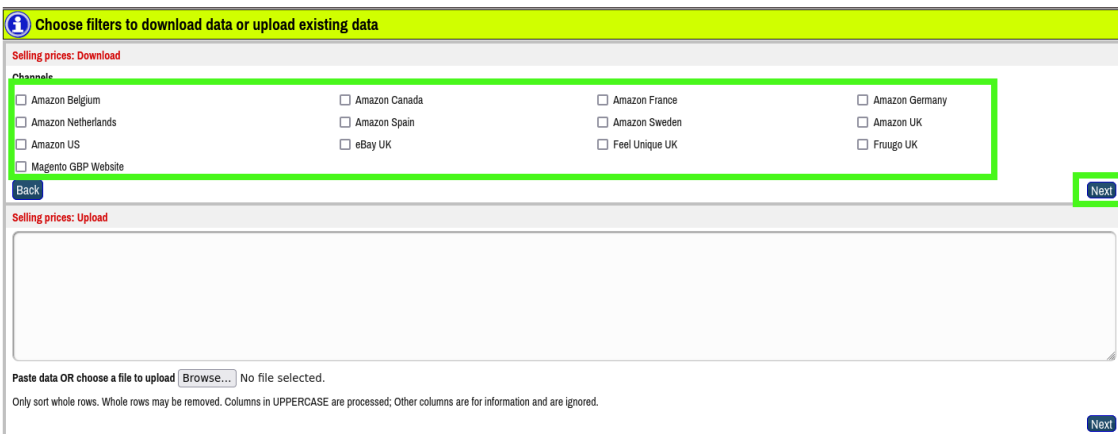 Choose filters to download data or upload existing data
Selling prices: Download
Channels
Amazon Belgium Amazon Canada Amazon France Amazon Germany
Amazon Netherlands Amazon Spain Amazon Sweden Amazon UK
Amazon US eBay UK Feel Unique UK Fruugo UK
Magento GBP Website
Back Next
Selling prices: Upload
Paste data OR choose a file to upload Browse... No file selected.
Only sort whole rows. Whole rows may be removed. Columns in UPPERCASE are processed; Other columns are for information and are ignored.
Next